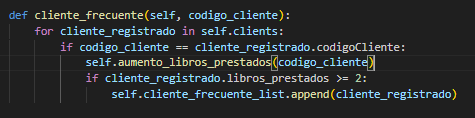 def cliente_frecuente(self, codigo_cliente):
    for cliente_registrado in self.clients:
        if codigo_cliente == cliente_registrado.codigoCliente:
            self.aumento_libros_prestados(codigo_cliente)
            if cliente_registrado.libros_prestados >= 2:
                self.cliente_frecuente_list.append(cliente_registrado)